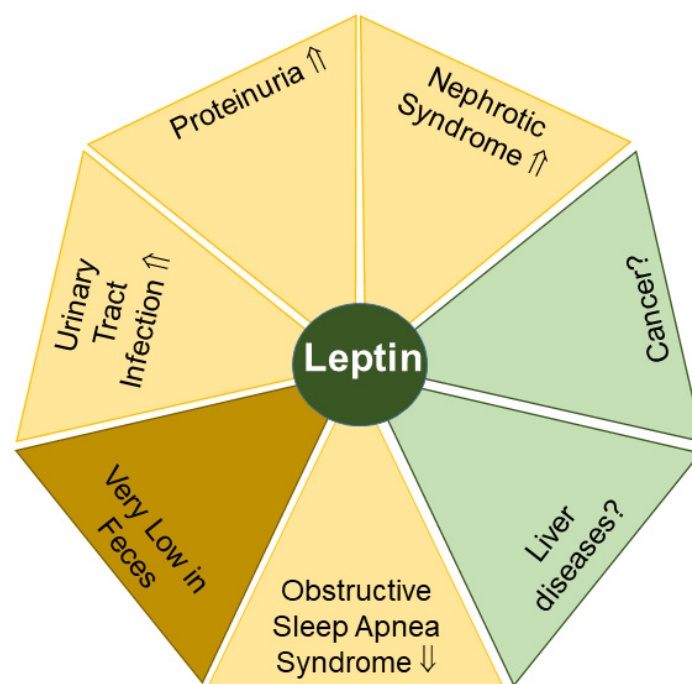 Proteinuria ⇑
Nephrotic
Syndrome ⇑
Urinary
Tract
Infection ⇑
Cancer?
Leptin
Very Low in
Feces
Liver
diseases?
Obstructive
Sleep Apnea
Syndrome ⇓